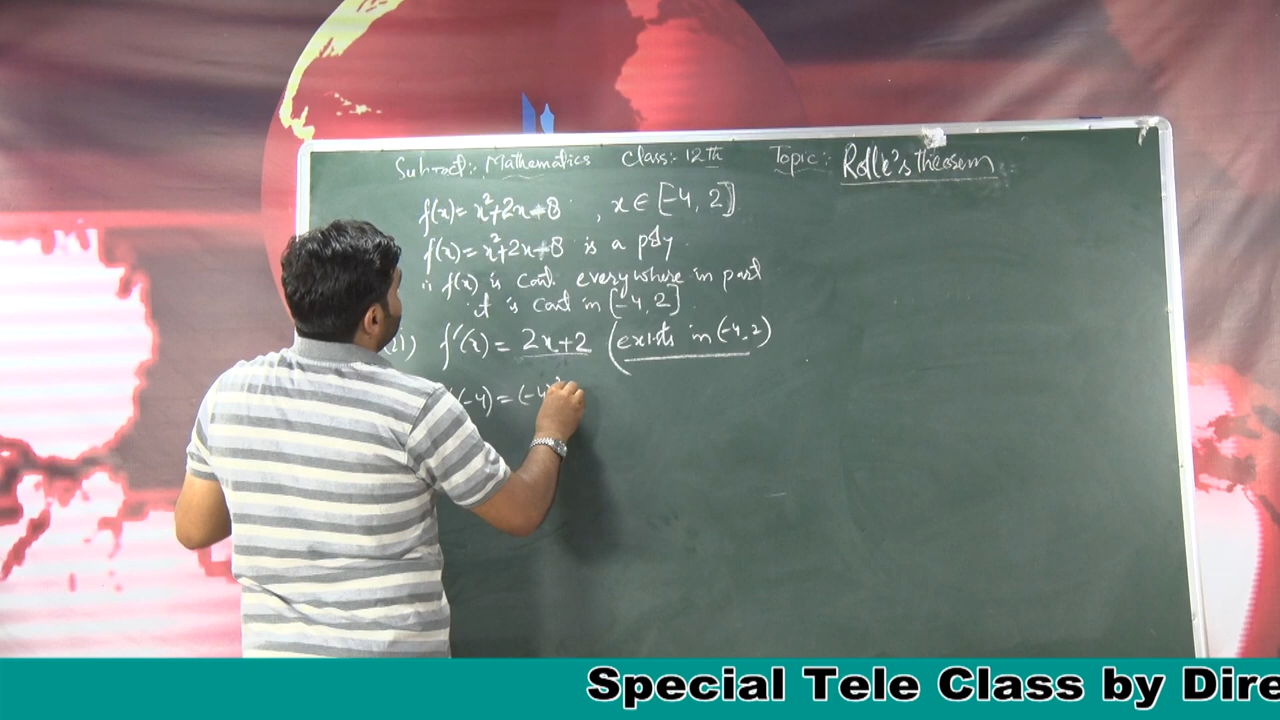 Subject:- Mathematics Class:- 12th Topic:- Rolle's theorem
f(x) = x²+2x-8 , x ∈ [-4, 2]
f(x) = x²+2x-8 is a poly.
∴ f(x) is cont. everywhere in part
it is cont in [-4, 2]
(ii) f'(x) = 2x+2 (exists in (-4, 2)
(-4) = (-4)²
Special Tele Class by Dire